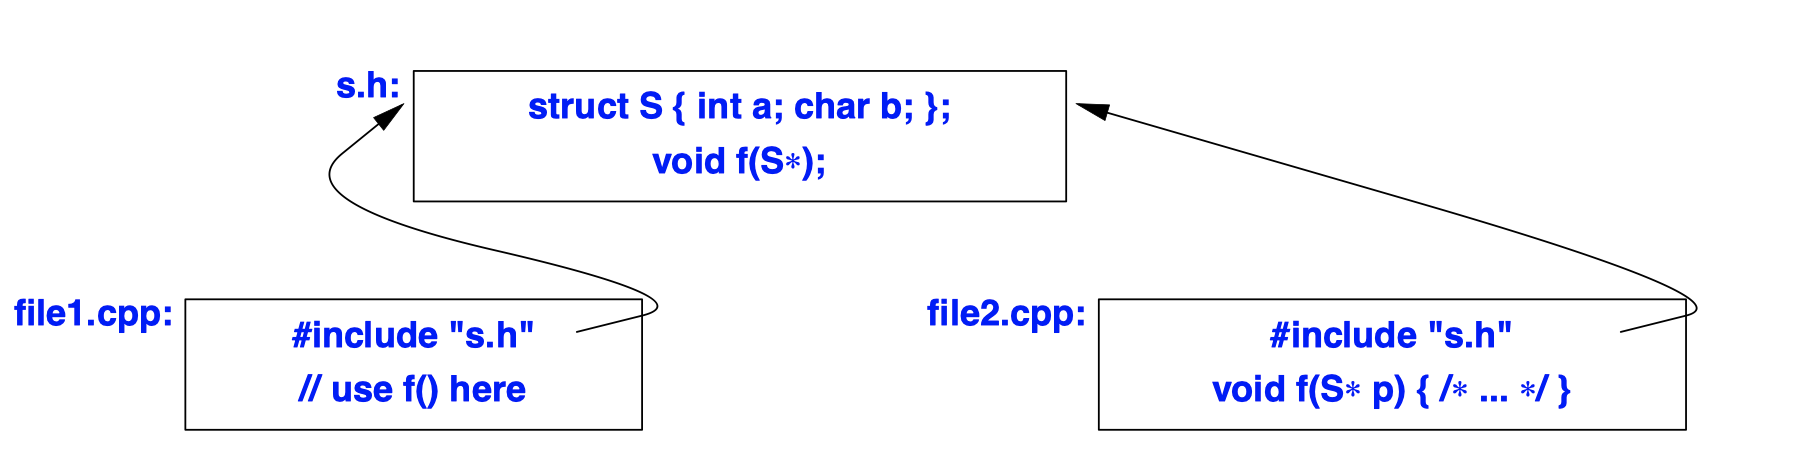 s.h:
struct S { int a; char b; };
void f(S∗);
file1.cpp:
#include "s.h"
// use f() here
file2.cpp:
#include "s.h"
void f(S∗ p) { /∗ ... ∗/ }